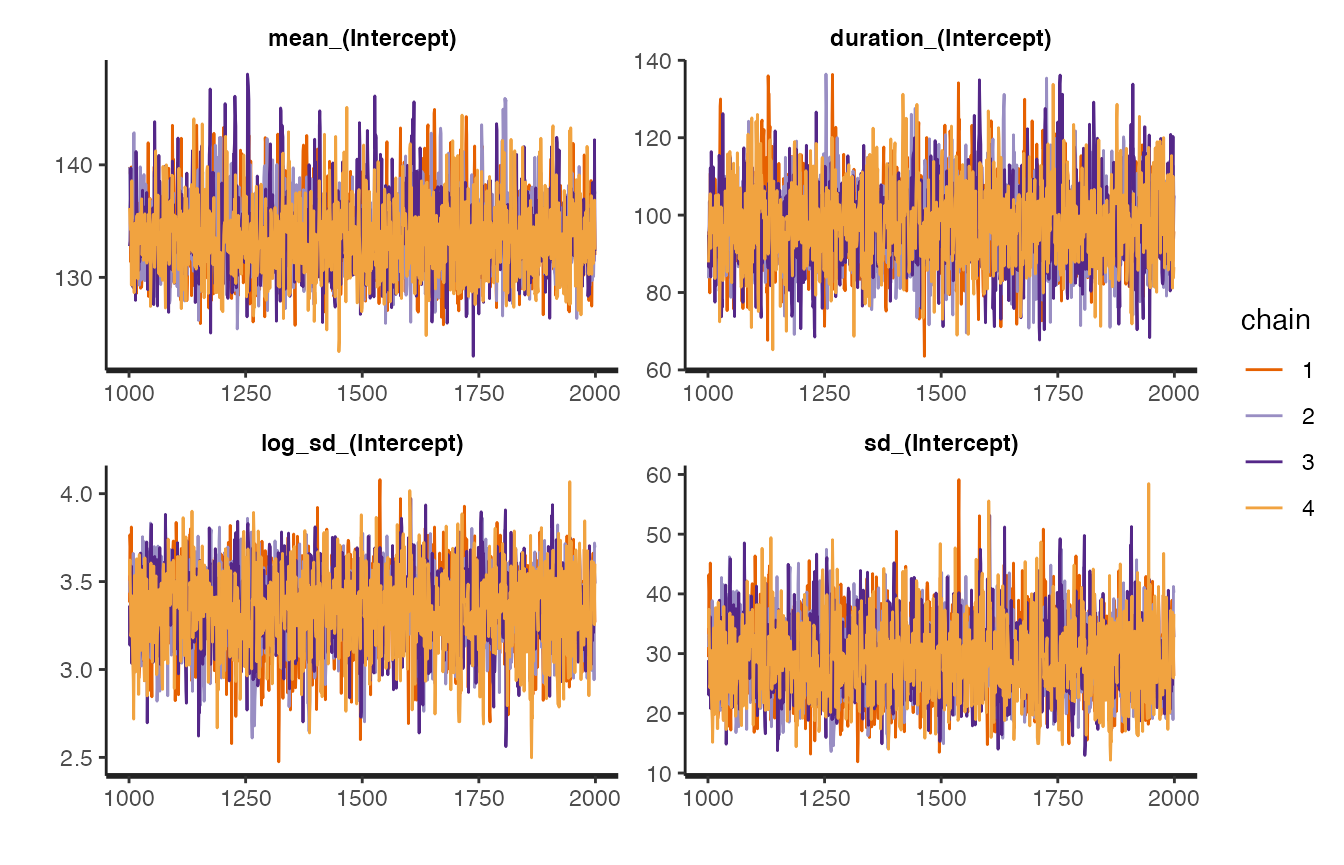 mean_(Intercept)
140
130
1000 1250 1500 1750 2000
duration_(Intercept)
140
120
100
80
60
1000 1250 1500 1750 2000
log_sd_(Intercept)
4.0
3.5
3.0
2.5
1000 1250 1500 1750 2000
sd_(Intercept)
60
50
40
30
20
10
1000 1250 1500 1750 2000
chain
1
2
3
4